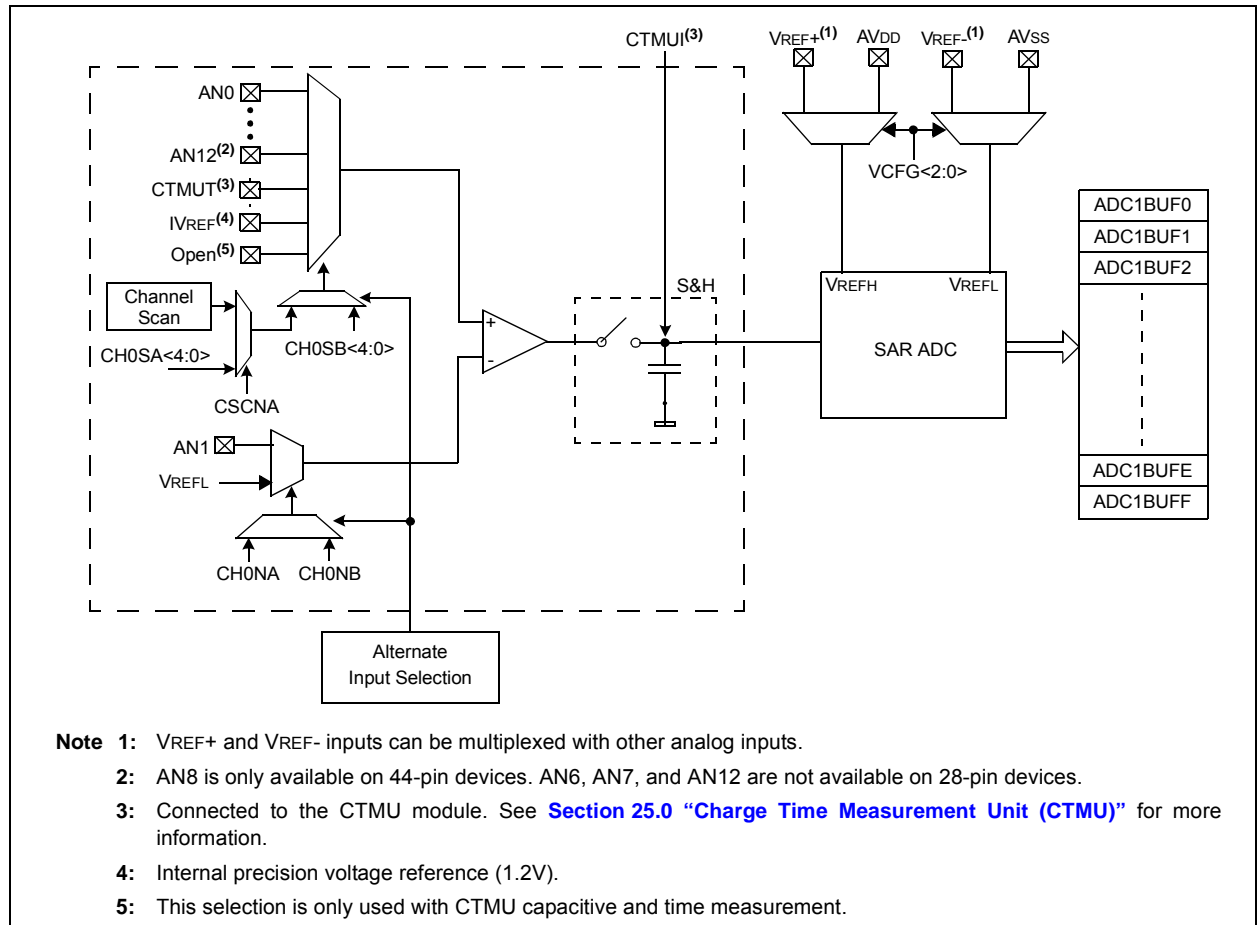 CTMUI(3)
VREF+(1)
AVDD
VREF-(1)
AVSS
AN0
AN12(2)
CTMUT(3)
IVREF(4)
Open(5)
VCFG<2:0>
ADC1BUF0
ADC1BUF1
ADC1BUF2
Channel
Scan
S&H
VREFH
VREFL
+
-
SAR ADC
CH0SA<4:0>
CH0SB<4:0>
CSCNA
AN1
VREFL
ADC1BUFE
ADC1BUFF
CH0NA
CH0NB
Alternate
Input Selection
Note 1: VREF+ and VREF- inputs can be multiplexed with other analog inputs.
2: AN8 is only available on 44-pin devices. AN6, AN7, and AN12 are not available on 28-pin devices.
3: Connected to the CTMU module. See Section 25.0 “Charge Time Measurement Unit (CTMU)” for more
information.
4: Internal precision voltage reference (1.2V).
5: This selection is only used with CTMU capacitive and time measurement.